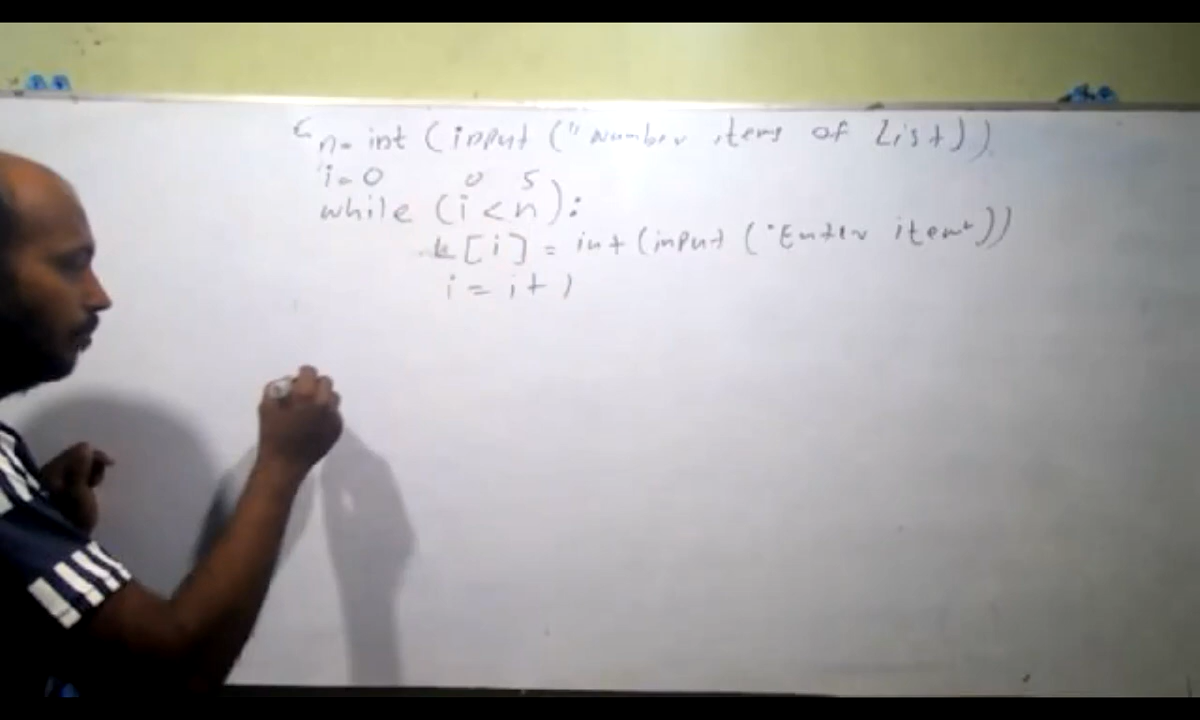 n= int (input ("Number items of List))
i=0 0 5
while (i<n):
[i] = int (input ("Enter item"))
i = i+1